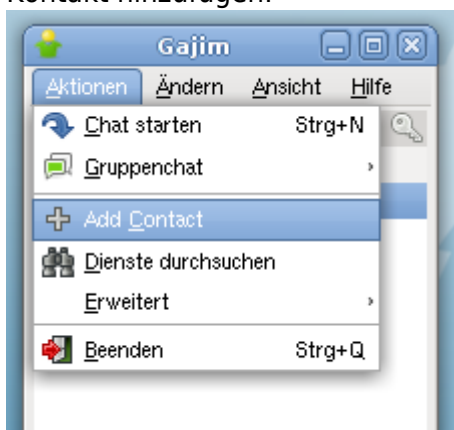 Kontakt hinzufügen.
Gajim
Aktionen Ändern Ansicht Hilfe
Chat starten Strg+N
Gruppenchat
Add Contact
Dienste durchsuchen
Erweitert
Beenden Strg+Q